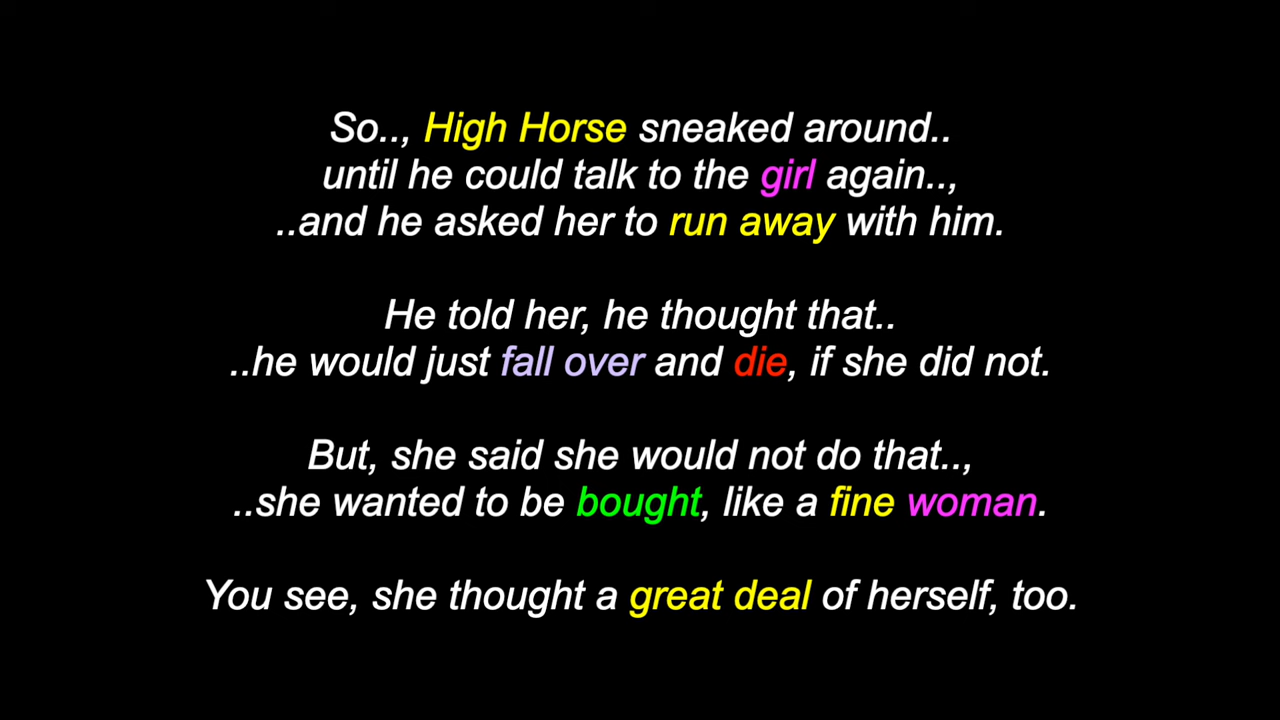 So.., High Horse sneaked around..
until he could talk to the girl again..,
..and he asked her to run away with him.
He told her, he thought that..
..he would just fall over and die, if she did not.
But, she said she would not do that..,
..she wanted to be bought, like a fine woman.
You see, she thought a great deal of herself, too.